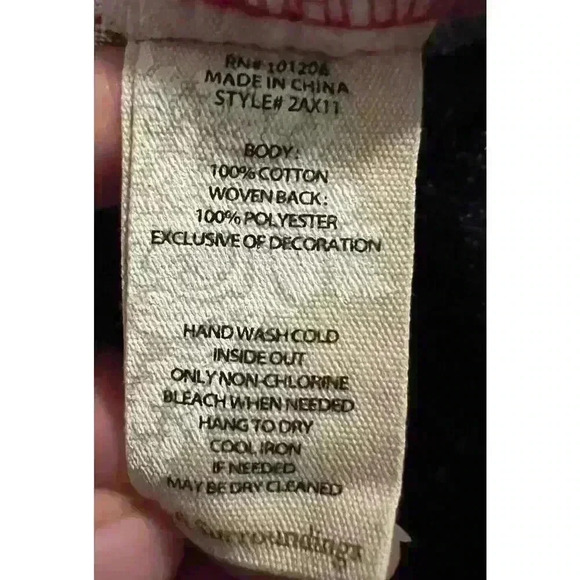 RN# 101206
MADE IN CHINA
STYLE# 2AX11
BODY:
100% COTTON
WOVEN BACK:
100% POLYESTER
EXCLUSIVE OF DECORATION
HAND WASH COLD
INSIDE OUT
ONLY NON-CHLORINE
BLEACH WHEN NEEDED
HANG TO DRY
COOL IRON
IF NEEDED
MAY BE DRY CLEANED
Surroundings